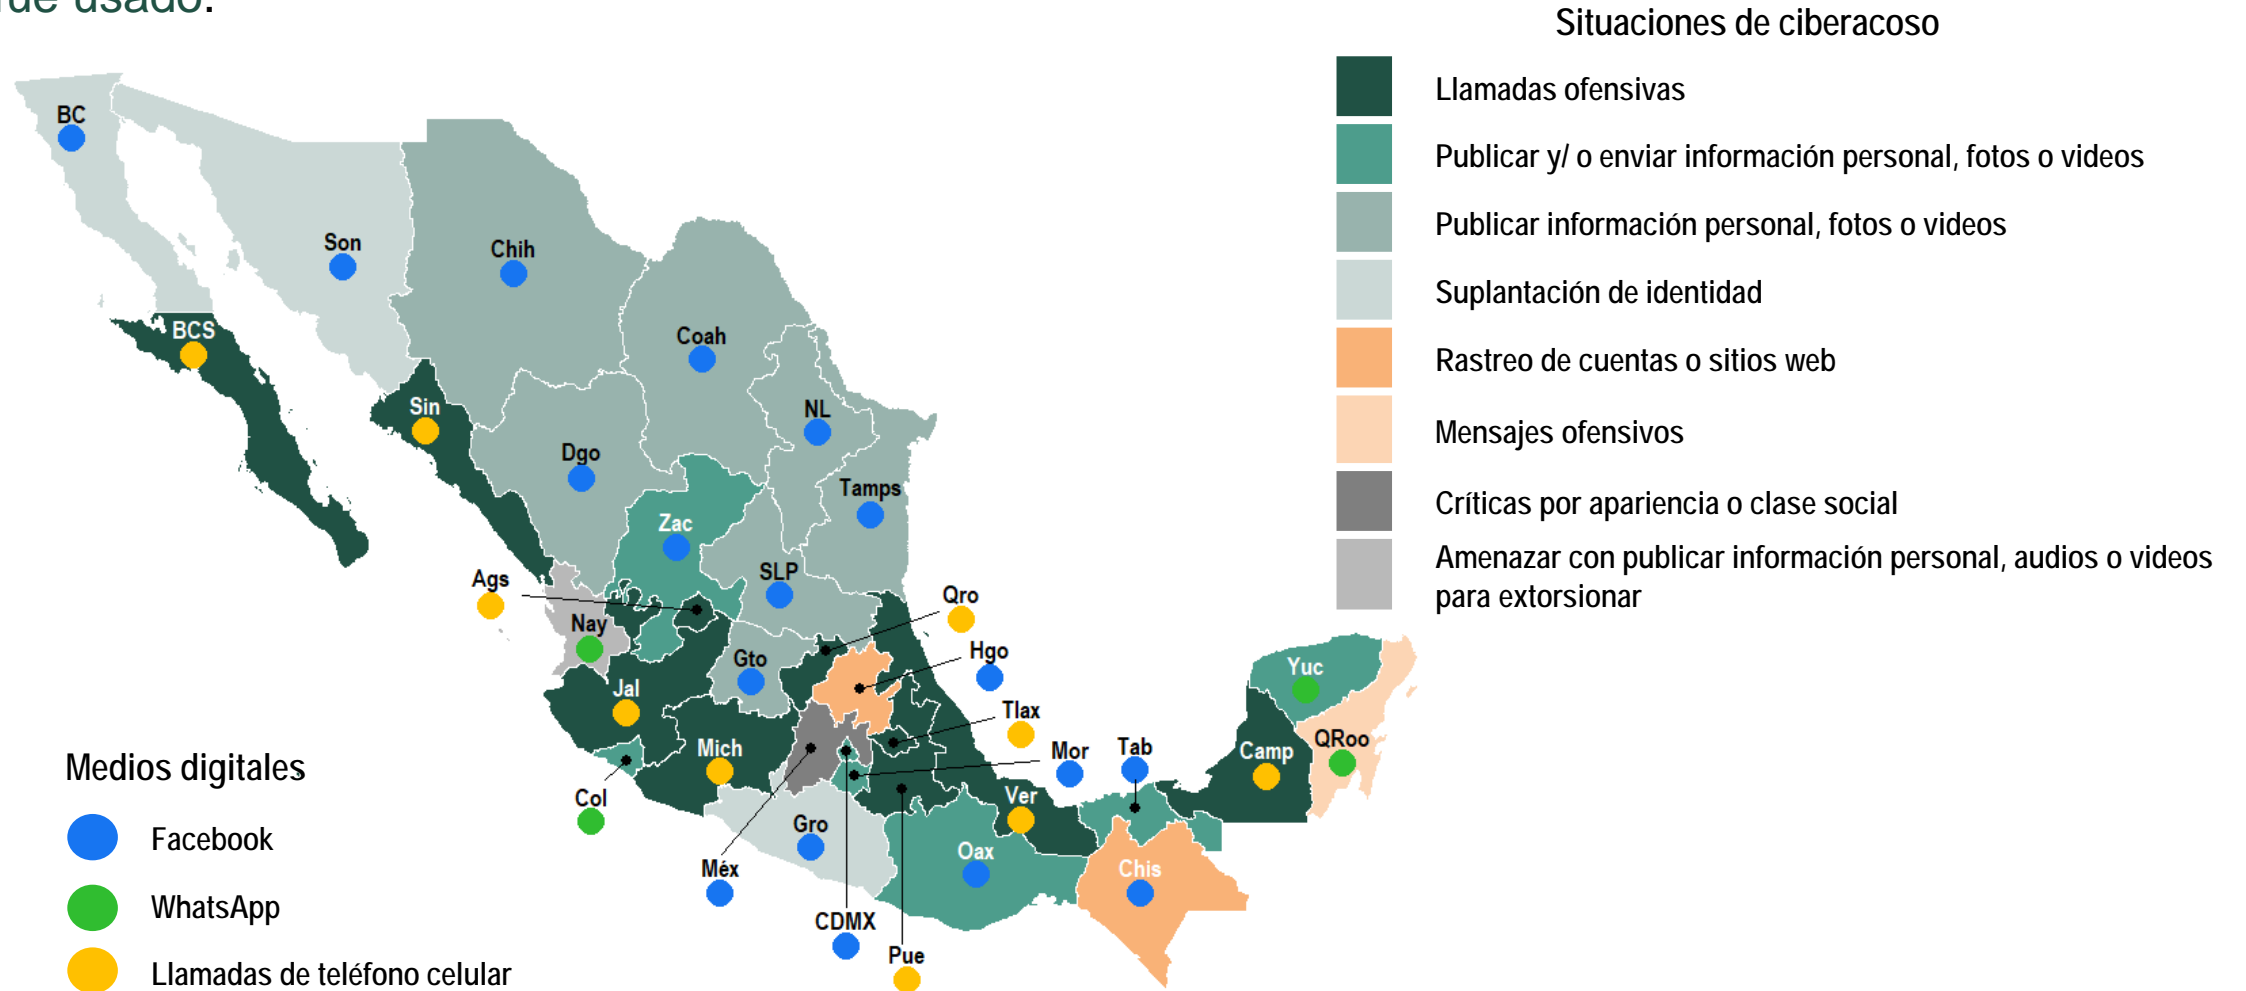 rde usado.
Situaciones de ciberacoso
Llamadas ofensivas
Publicar y/ o enviar información personal, fotos o videos
Publicar información personal, fotos o videos
Suplantación de identidad
Rastreo de cuentas o sitios web
Mensajes ofensivos
Críticas por apariencia o clase social
Amenazar con publicar información personal, audios o videos
para extorsionar
BC
Son
Chih
BCS
Coah
Sin
NL
Dgo
Tamps
Zac
SLP
Ags
Qro
Nay
Hgo
Gto
Yuc
Jal
Tlax
Mich
Mor
Tab
Camp
QRoo
Col
Ver
Gro
Oax
Méx
Chis
CDMX
Pue
Medios digitales
Facebook
WhatsApp
Llamadas de teléfono celular